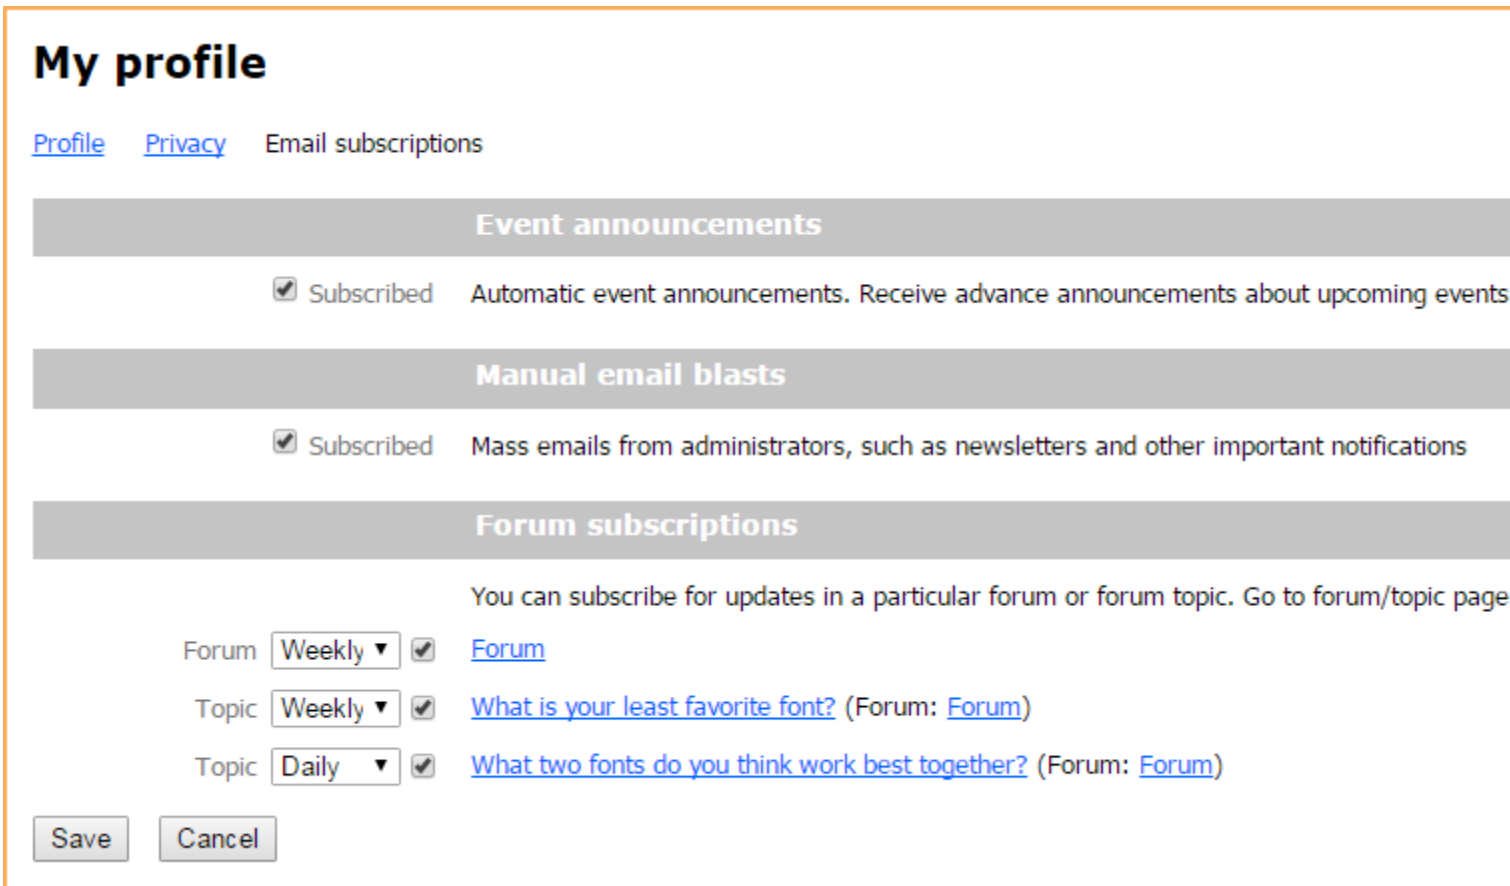 My profile
Profile Privacy Email subscriptions
Event announcements
Subscribed Automatic event announcements. Receive advance announcements about upcoming events
Manual email blasts
Subscribed Mass emails from administrators, such as newsletters and other important notifications
Forum subscriptions
You can subscribe for updates in a particular forum or forum topic. Go to forum/topic page
Forum Weekly Forum
Topic Weekly What is your least favorite font? (Forum: Forum)
Topic Daily What two fonts do you think work best together? (Forum: Forum)
Save Cancel